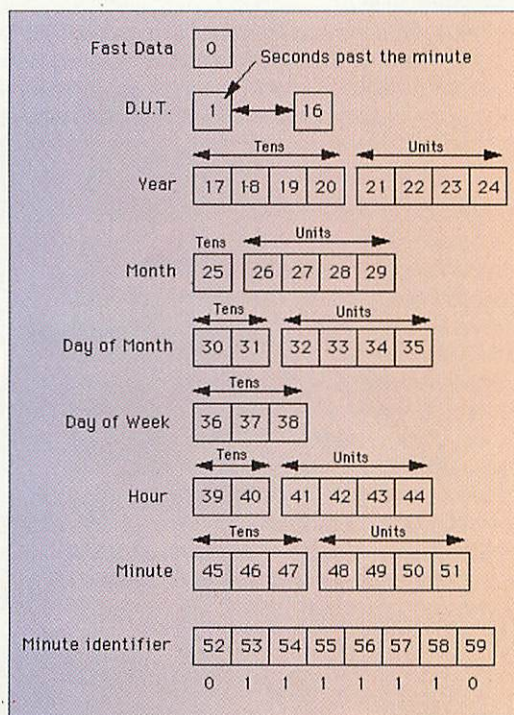 Fast Data 0
Seconds past the minute
D.U.T. 1 16
Tens Units
Year 17 18 19 20 21 22 23 24
Tens Units
Month 25 26 27 28 29
Tens Units
Day of Month 30 31 32 33 34 35
Tens
Day of Week 36 37 38
Tens Units
Hour 39 40 41 42 43 44
Tens Units
Minute 45 46 47 48 49 50 51
Minute identifier 52 53 54 55 56 57 58 59
0 1 1 1 1 1 1 0